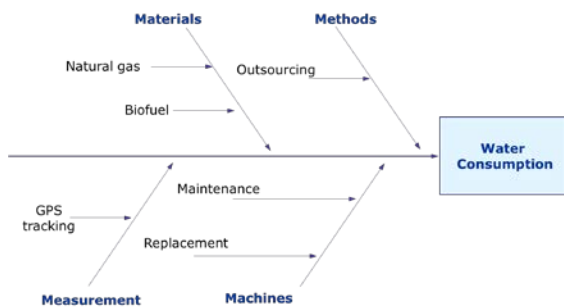 Materials
Methods
Natural gas
Outsourcing
Biofuel
Water
Consumption
Maintenance
GPS
tracking
Replacement
Measurement
Machines